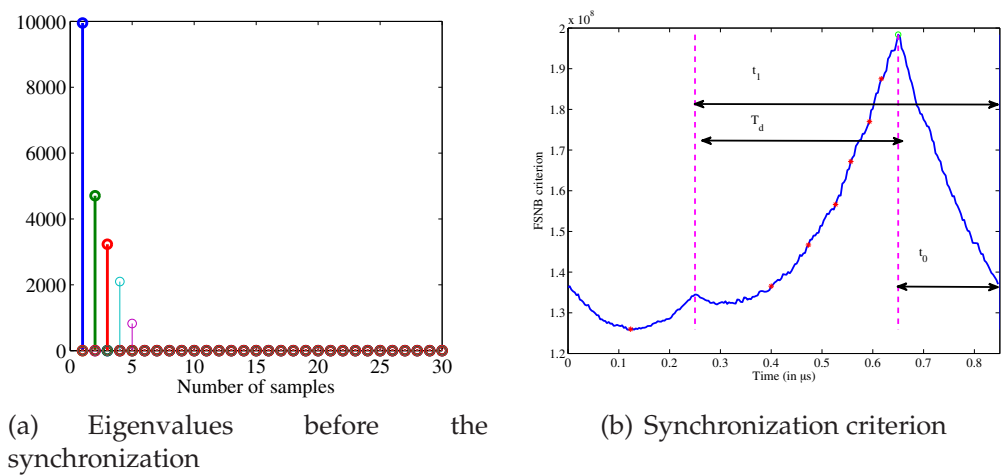 10000
8000
6000
4000
2000
0
0 5 10 15 20 25 30
Number of samples
(a) Eigenvalues before the
synchronization
x 10^8
2
1.9
1.8
1.7
1.6
1.5
1.4
1.3
1.2
FSNB criterion
t_1
T_d
t_0
0 0.1 0.2 0.3 0.4 0.5 0.6 0.7 0.8
Time (in μs)
(b) Synchronization criterion